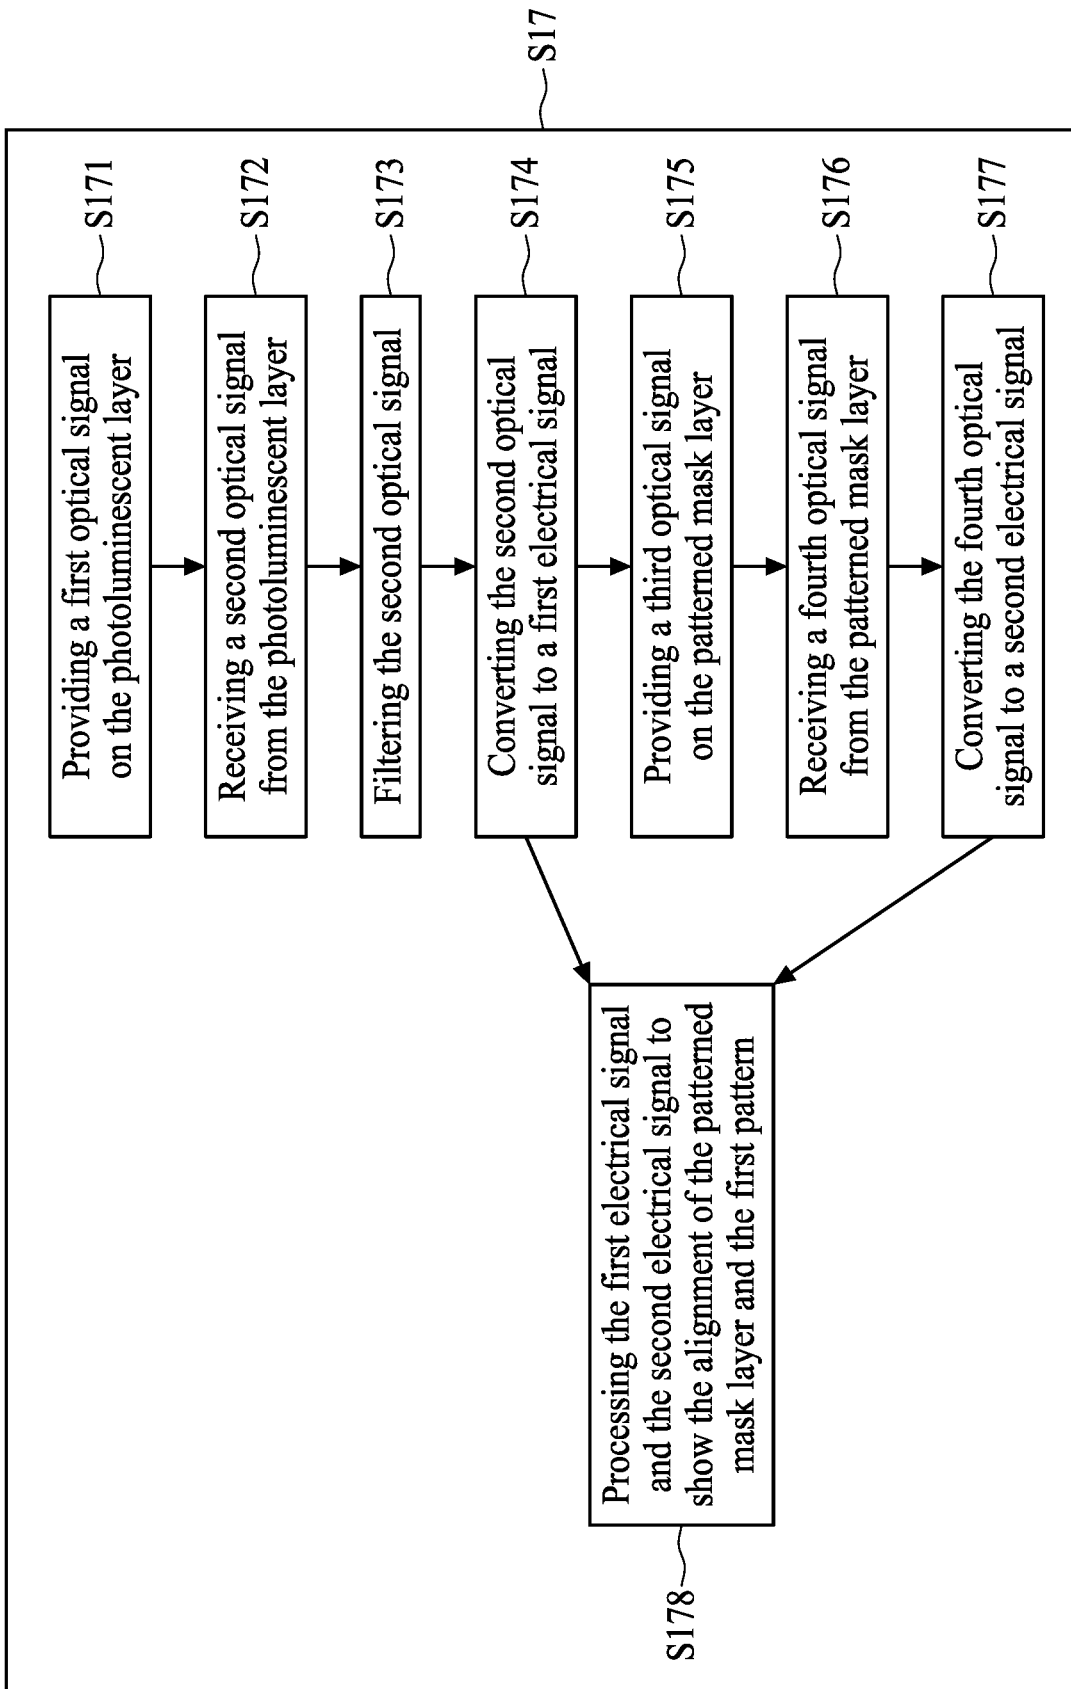 S17
Providing a first optical signal
on the photoluminescent layer
S171
Receiving a second optical signal
from the photoluminescent layer
S172
Filtering the second optical signal
S173
Converting the second optical
signal to a first electrical signal
S174
Providing a third optical signal
on the patterned mask layer
S175
Receiving a fourth optical signal
from the patterned mask layer
S176
Converting the fourth optical
signal to a second electrical signal
S177
Processing the first electrical signal
and the second electrical signal to
show the alignment of the patterned
mask layer and the first pattern
S178